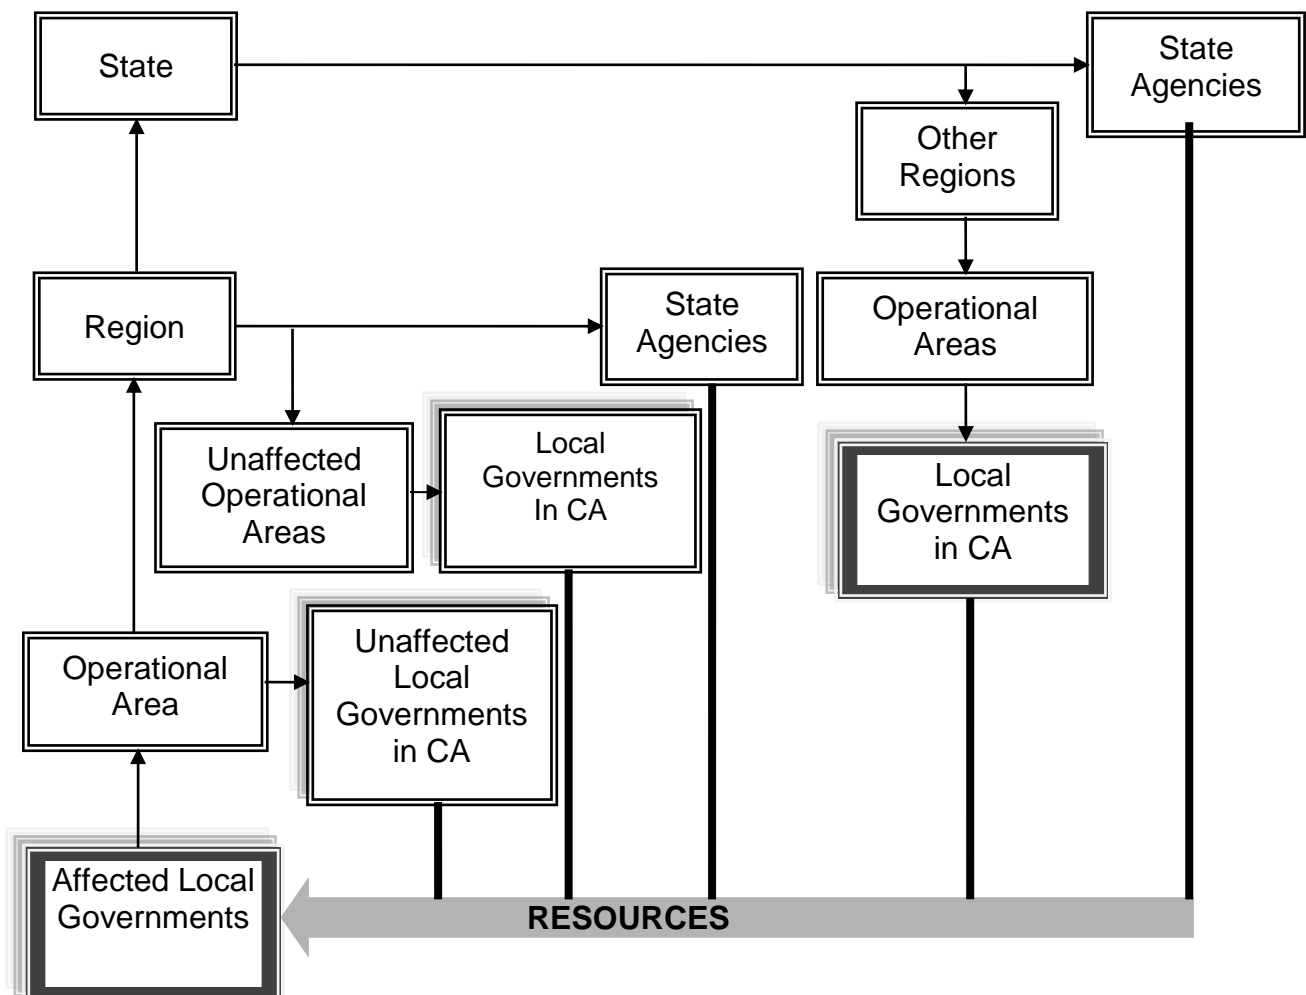 State
State
Agencies
Other
Regions
Region
State
Agencies
Operational
Areas
Unaffected
Operational
Areas
Local
Governments
In CA
Local
Governments
in CA
Operational
Area
Unaffected
Local
Governments
in CA
Affected Local
Governments
RESOURCES